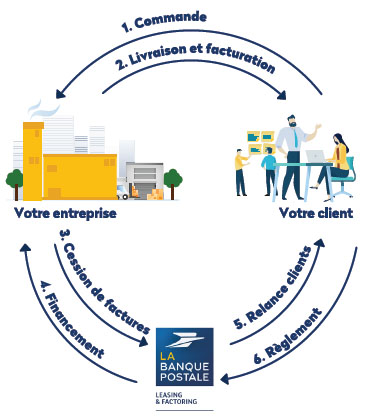 1. Commande
2. Livraison et facturation
Votre entreprise
Votre client
3. Cession de factures
4. Financement
5. Relance clients
6. Règlement
LA
BANQUE
POSTALE
LEASING
& FACTORING